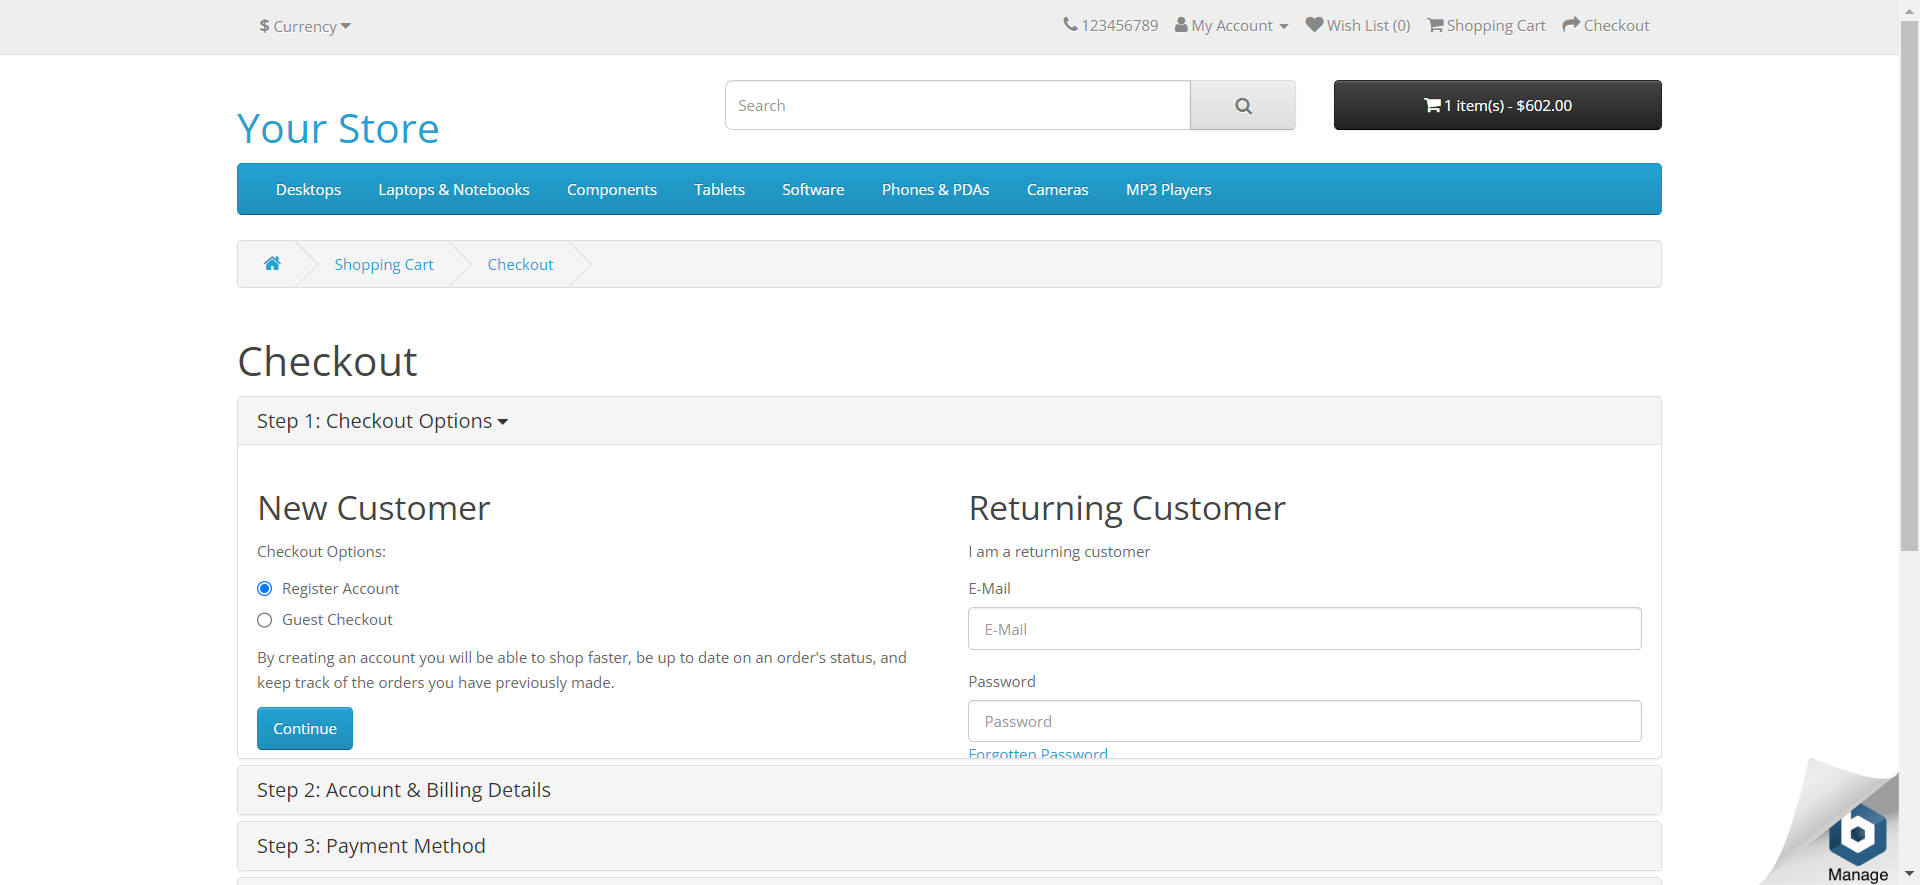 $ Currency
123456789 My Account Wish List (0) Shopping Cart Checkout
Your Store
Search
1 item(s) - $602.00
Desktops Laptops & Notebooks Components Tablets Software Phones & PDAs Cameras MP3 Players
Shopping Cart Checkout
Checkout
Step 1: Checkout Options
New Customer
Checkout Options:
Register Account
Guest Checkout
By creating an account you will be able to shop faster, be up to date on an order's status, and
keep track of the orders you have previously made.
Continue
Returning Customer
I am a returning customer
E-Mail
E-Mail
Password
Password
Forgotten Password
Step 2: Account & Billing Details
Step 3: Payment Method
Manage